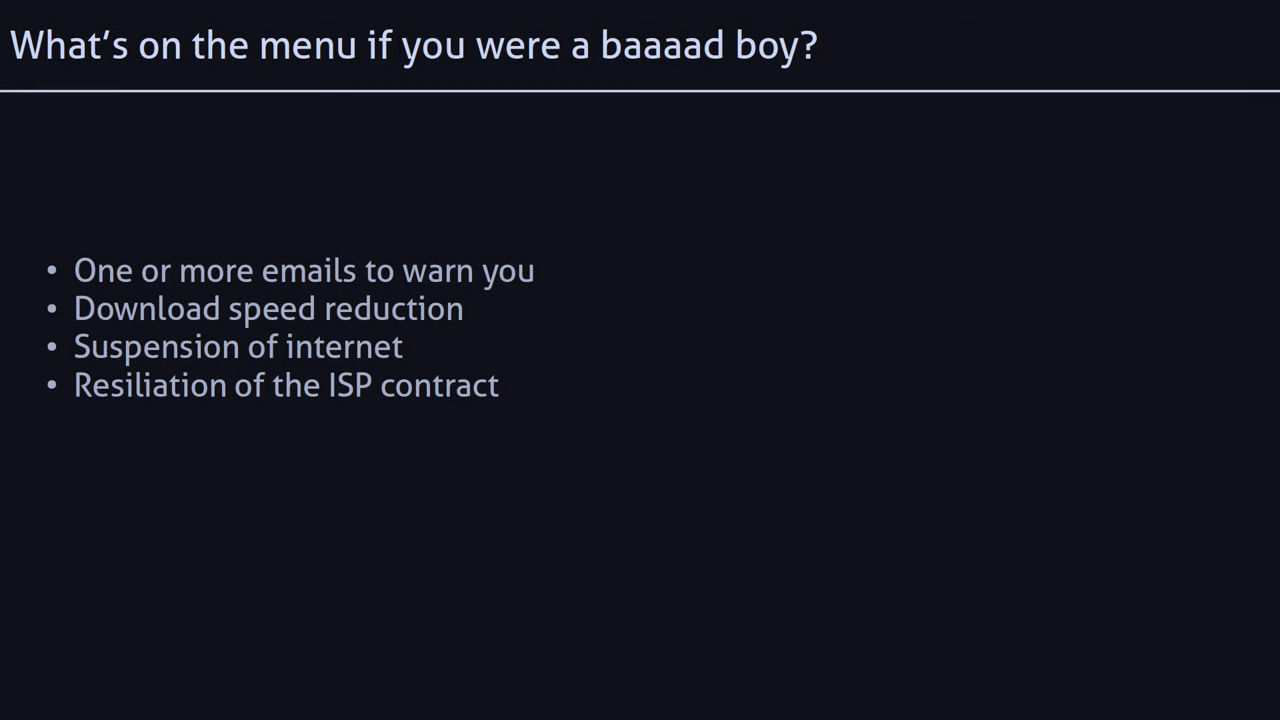 What's on the menu if you were a baaaad boy?
• One or more emails to warn you
• Download speed reduction
• Suspension of internet
• Resiliation of the ISP contract